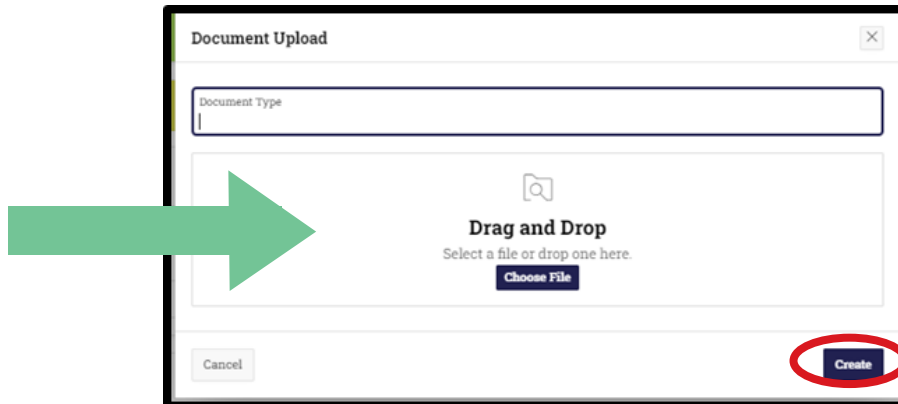 Document Upload
Document Type
Drag and Drop
Select a file or drop one here.
Choose File
Cancel
Create